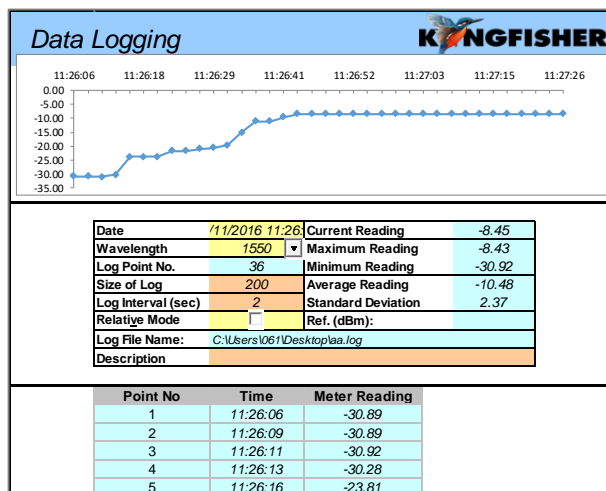 Data Logging
KINGFISHER
11:26:06 11:26:18 11:26:29 11:26:41 11:26:52 11:27:03 11:27:15 11:27:26
0.00
-5.00
-10.00
-15.00
-20.00
-25.00
-30.00
-35.00
Date /11/2016 11:26: Current Reading -8.45
Wavelength 1550 Maximum Reading -8.43
Log Point No. 36 Minimum Reading -30.92
Size of Log 200 Average Reading -10.48
Log Interval (sec) 2 Standard Deviation 2.37
Relative Mode Ref. (dBm):
Log File Name: C:\Users\061\Desktop\aa.log
Description
Point No Time Meter Reading
1 11:26:06 -30.89
2 11:26:09 -30.89
3 11:26:11 -30.92
4 11:26:13 -30.28
5 11:26:16 -23.81